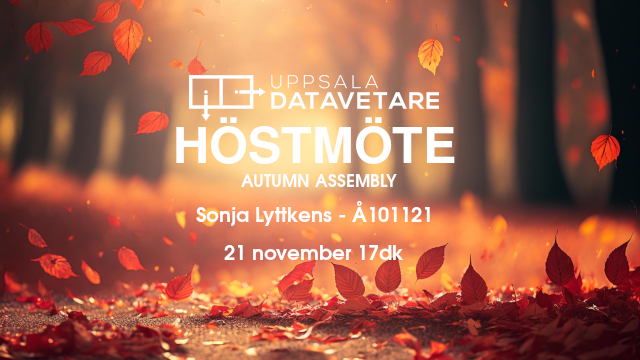 UPPSALA
DATAVETARE
HÖSTMÖTE
AUTUMN ASSEMBLY
Sonja Lyttkens - Å101121
21 november 17dk